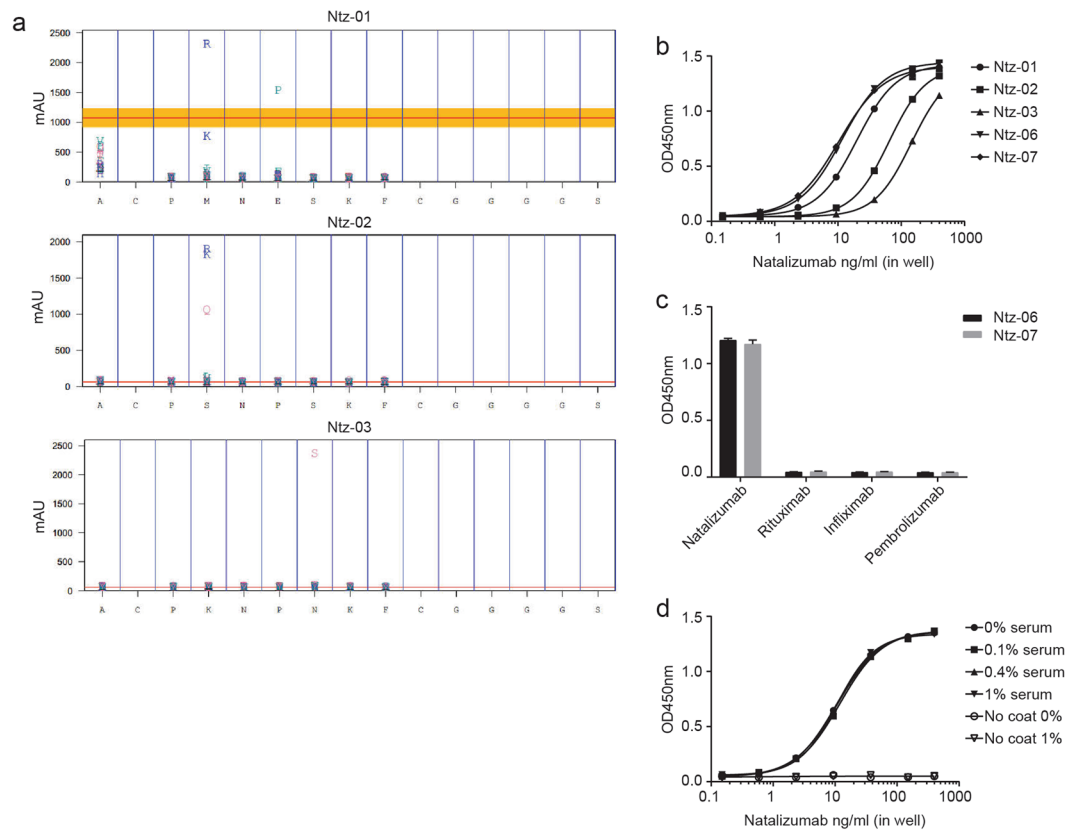 a
Ntz-01
mAU
2500
2000
1500
1000
500
0
R
P
K
A C P M N E S K F C G G G G S
Ntz-02
mAU
2000
1500
1000
500
0
R
K
Q
A C P S N P S K F C G G G G S
Ntz-03
mAU
2500
2000
1500
1000
500
0
S
A C P K N P N K F C G G G G S
b
OD450nm
1.5
1.0
0.5
0.0
0.1 1 10 100 1000
Natalizumab ng/ml (in well)
Ntz-01
Ntz-02
Ntz-03
Ntz-06
Ntz-07
c
OD450nm
1.5
1.0
0.5
0.0
Natalizumab
Rituximab
Infliximab
Pembrolizumab
Ntz-06
Ntz-07
d
OD450nm
1.5
1.0
0.5
0.0
0.1 1 10 100 1000
Natalizumab ng/ml (in well)
0% serum
0.1% serum
0.4% serum
1% serum
No coat 0%
No coat 1%